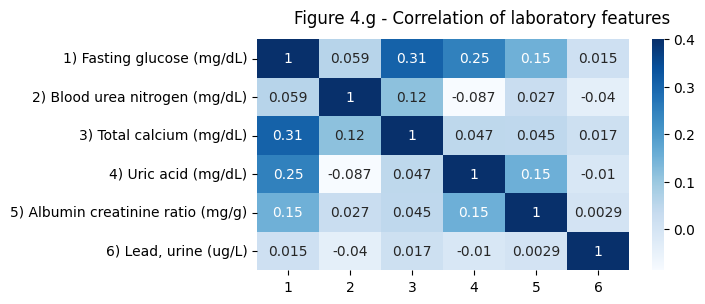 Figure 4.g - Correlation of laboratory features
1) Fasting glucose (mg/dL) 1 0.059 0.31 0.25 0.15 0.015
2) Blood urea nitrogen (mg/dL) 0.059 1 0.12 -0.087 0.027 -0.04
3) Total calcium (mg/dL) 0.31 0.12 1 0.047 0.045 0.017
4) Uric acid (mg/dL) 0.25 -0.087 0.047 1 0.15 -0.01
5) Albumin creatinine ratio (mg/g) 0.15 0.027 0.045 0.15 1 0.0029
6) Lead, urine (ug/L) 0.015 -0.04 0.017 -0.01 0.0029 1
1 2 3 4 5 6
0.4
0.3
0.2
0.1
0.0